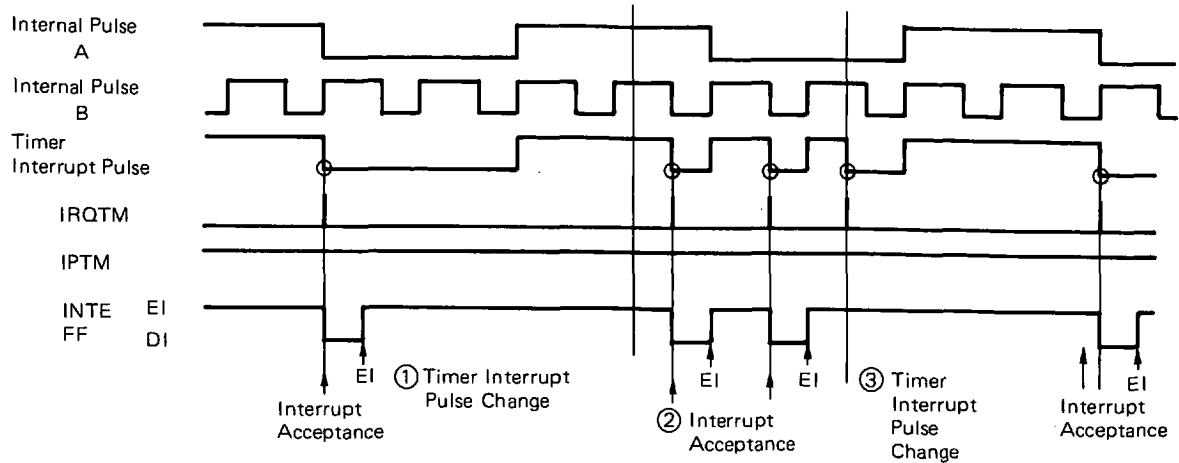 Internal Pulse
A
Internal Pulse
B
Timer
Interrupt Pulse
IRQTM
IPTM
INTE EI
FF DI
EI
① Timer Interrupt
Pulse Change
Interrupt
Acceptance
EI
EI
② Interrupt
Acceptance
③ Timer
Interrupt
Pulse
Change
EI
Interrupt
Acceptance